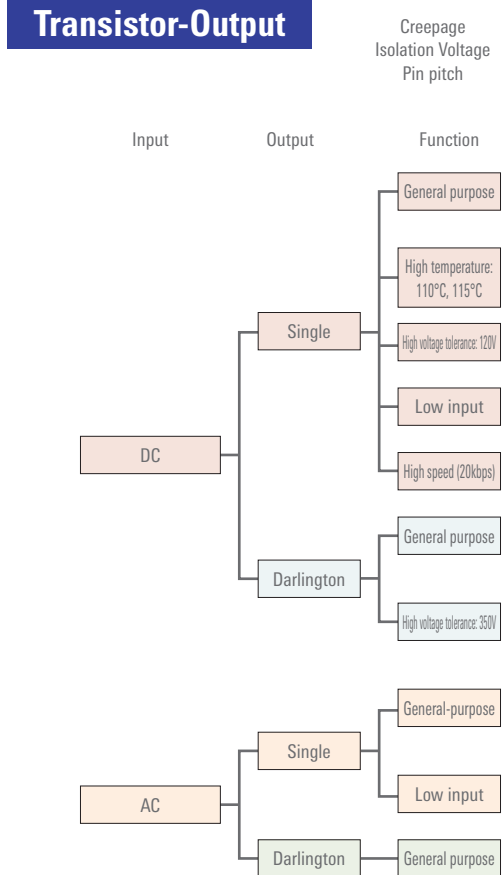 Transistor-Output
Creepage
Isolation Voltage
Pin pitch
Input
Output
Function
General purpose
High temperature:
110°C, 115°C
Single
High voltage tolerance: 120V
Low input
DC
High speed (20kbps)
General purpose
Darlington
High voltage tolerance: 350V
General-purpose
Single
Low input
AC
Darlington
General purpose